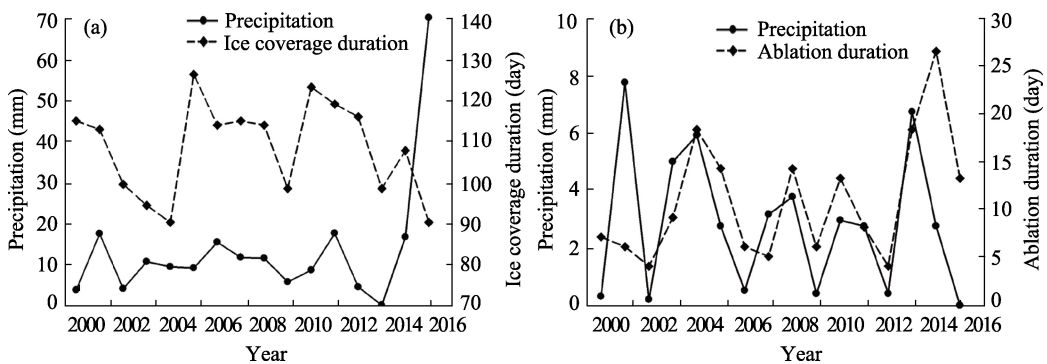 (a)
Precipitation
Ice coverage duration
Precipitation (mm)
70
60
50
40
30
20
10
0
140
130
120
110
100
90
80
70
Ice coverage duration (day)
2000 2002 2004 2006 2008 2010 2012 2014 2016
Year
(b)
Precipitation
Ablation duration
Precipitation (mm)
10
8
6
4
2
0
30
25
20
15
10
5
0
Ablation duration (day)
2000 2002 2004 2006 2008 2010 2012 2014 2016
Year